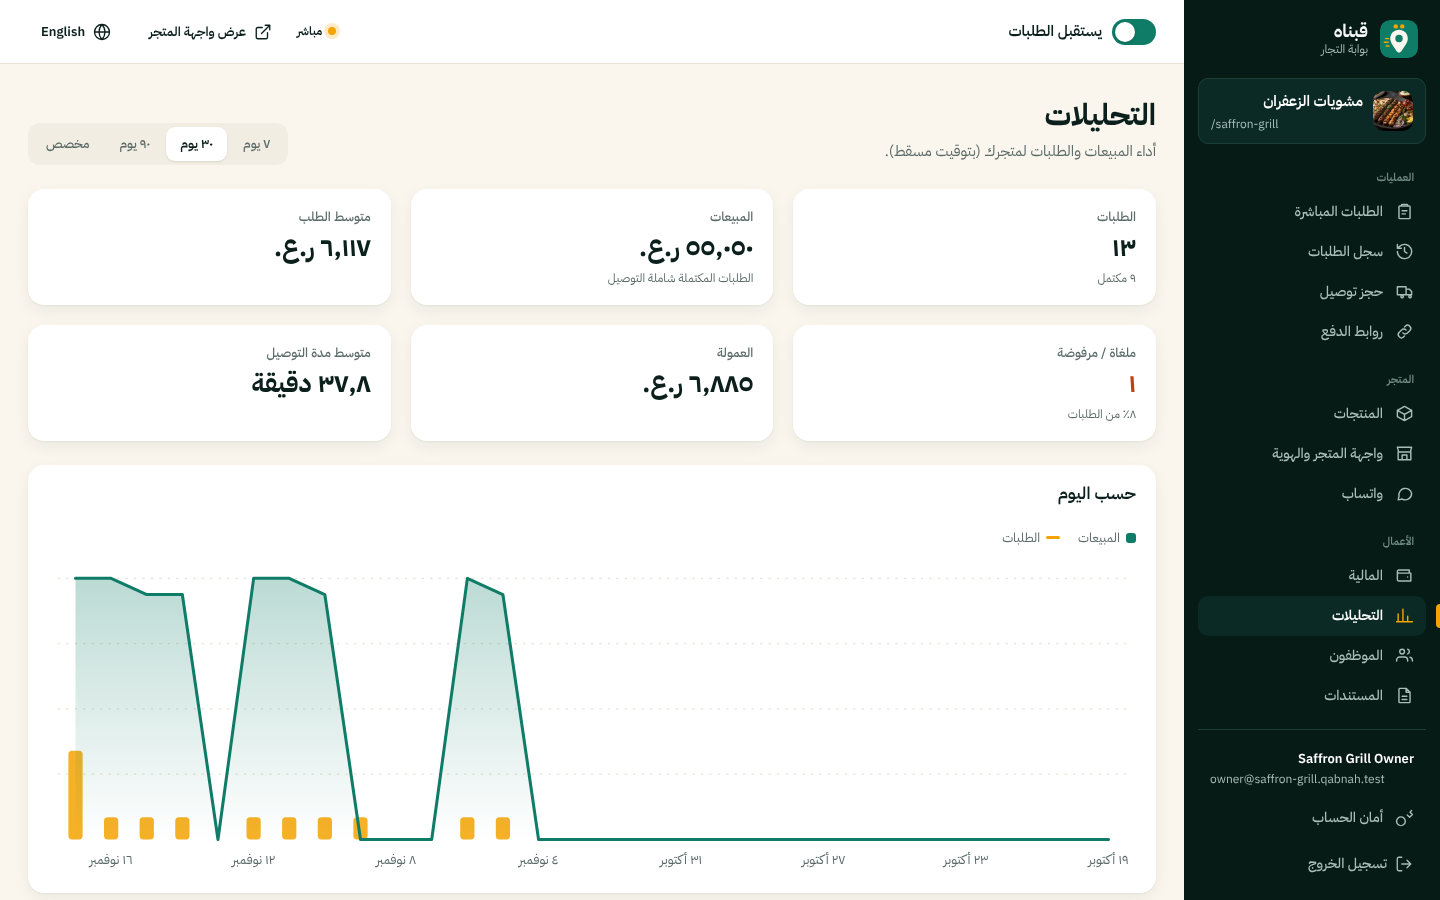 قبناه
بوابة التجار
مشويات الزعفران
/saffron-grill
العمليات
الطلبات المباشرة
سجل الطلبات
حجز توصيل
روابط الدفع
المتجر
المنتجات
واجهة المتجر والهوية
واتساب
الأعمال
المالية
التحليلات
الموظفون
المستندات
Saffron Grill Owner
owner@saffron-grill.qabnah.test
أمان الحساب
تسجيل الخروج
يستقبل الطلبات
مباشر
عرض واجهة المتجر
English
التحليلات
أداء المبيعات والطلبات لمتجرك (بتوقيت مسقط).
٧ يوم
٣٠ يوم
٩٠ يوم
مخصص
الطلبات
١٣
٩ مكتمل
المبيعات
٥٥,٠٥٠ ر.ع.
الطلبات المكتملة شاملة التوصيل
متوسط الطلب
٦,١١٧ ر.ع.
ملغاة / مرفوضة
١
٨٪ من الطلبات
العمولة
٦,٨٨٥ ر.ع.
متوسط مدة التوصيل
٣٧,٨ دقيقة
حسب اليوم
المبيعات
الطلبات
١٩ أكتوبر
٢٣ أكتوبر
٢٧ أكتوبر
٣١ أكتوبر
٤ نوفمبر
٨ نوفمبر
١٢ نوفمبر
١٦ نوفمبر